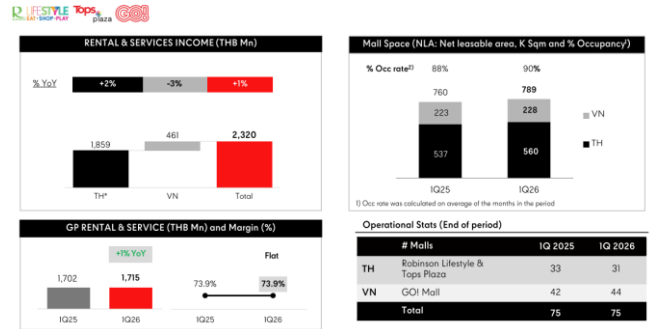 R LIFESTYLE
EAT·SHOP·PLAY
Tops
plaza
GO!
RENTAL & SERVICES INCOME (THB Mn)
% YoY
+2%
-3%
+1%
1,859
461
2,320
TH*
VN
Total
Mall Space (NLA: Net leasable area, K Sqm and % Occupancy¹)
% Occ rate²⁾
88%
90%
760
789
223
228
537
560
VN
TH
1Q25
1Q26
1) Occ rate was calculated on average of the months in the period
GP RENTAL & SERVICE (THB Mn) and Margin (%)
+1% YoY
Flat
1,702
1,715
73.9%
73.9%
1Q25
1Q26
1Q25
1Q26
Operational Stats (End of period)
# Malls
1Q 2025
1Q 2026
TH
Robinson Lifestyle &
Tops Plaza
33
31
VN
GO! Mall
42
44
Total
75
75